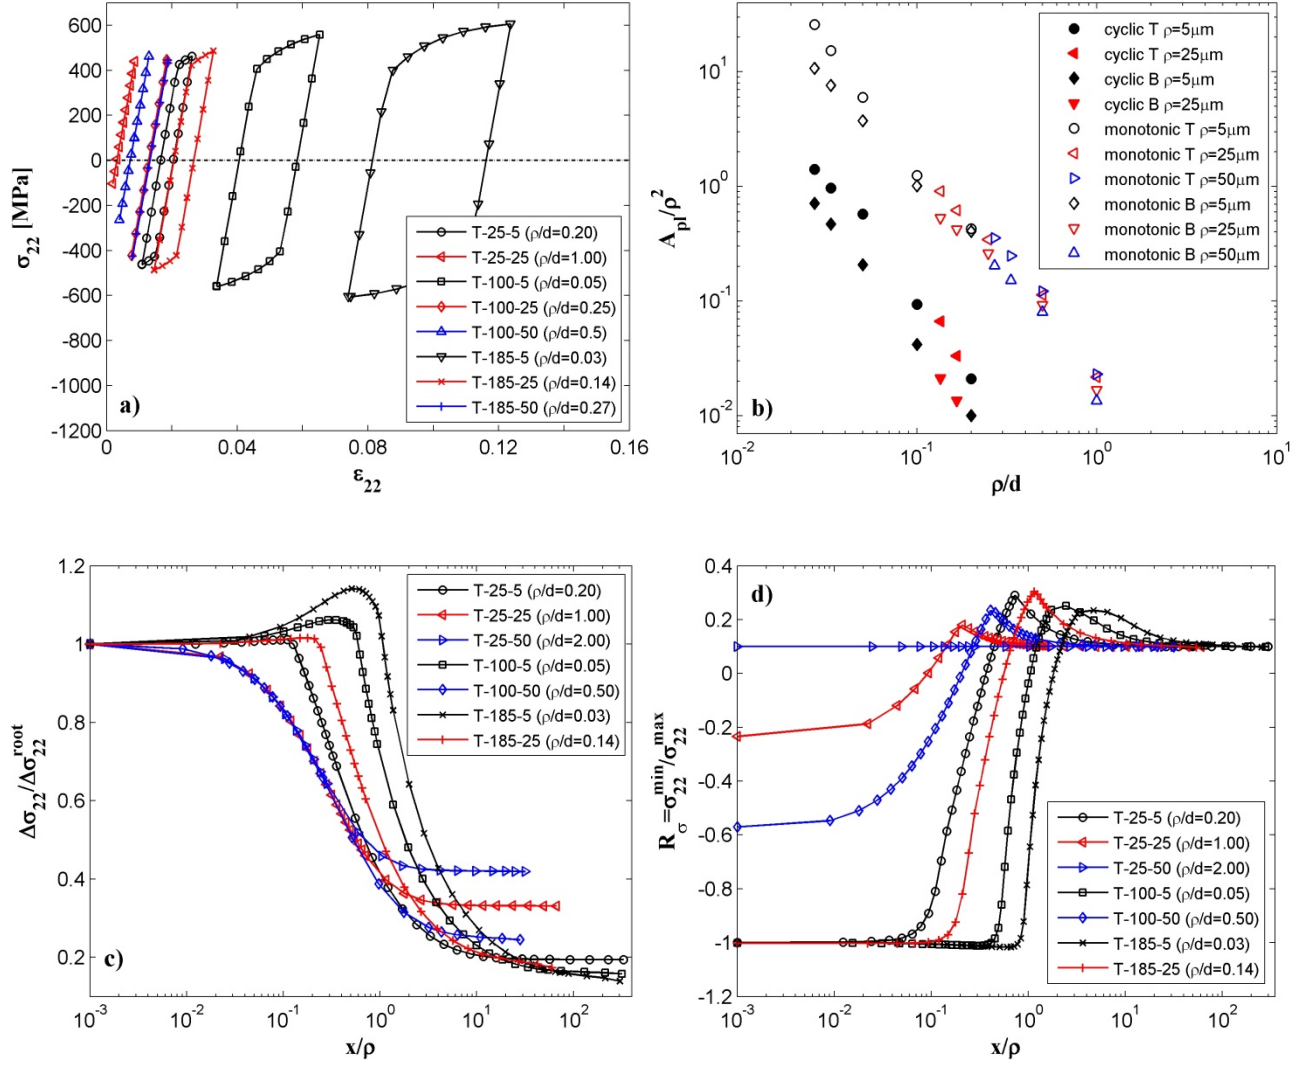 600
400
200
0
-200
-400
-600
-800
-1000
-1200
σ22 [MPa]
a)
T-25-5 (ρ/d=0.20)
T-25-25 (ρ/d=1.00)
T-100-5 (ρ/d=0.05)
T-100-25 (ρ/d=0.25)
T-100-50 (ρ/d=0.5)
T-185-5 (ρ/d=0.03)
T-185-25 (ρ/d=0.14)
T-185-50 (ρ/d=0.27)
0 0.04 0.08 0.12 0.16
ε22
10^1
10^0
10^-1
10^-2
A_pl/ρ^2
b)
cyclic T ρ=5μm
cyclic T ρ=25μm
cyclic B ρ=5μm
cyclic B ρ=25μm
monotonic T ρ=5μm
monotonic T ρ=25μm
monotonic T ρ=50μm
monotonic B ρ=5μm
monotonic B ρ=25μm
monotonic B ρ=50μm
10^-2 10^-1 10^0 10^1
ρ/d
1.2
1
0.8
0.6
0.4
0.2
Δσ22/Δσ22^root
c)
T-25-5 (ρ/d=0.20)
T-25-25 (ρ/d=1.00)
T-25-50 (ρ/d=2.00)
T-100-5 (ρ/d=0.05)
T-100-50 (ρ/d=0.50)
T-185-5 (ρ/d=0.03)
T-185-25 (ρ/d=0.14)
10^-3 10^-2 10^-1 10^0 10^1 10^2
x/ρ
0.4
0.2
0
-0.2
-0.4
-0.6
-0.8
-1
-1.2
R_σ=σ22^min/σ22^max
d)
T-25-5 (ρ/d=0.20)
T-25-25 (ρ/d=1.00)
T-25-50 (ρ/d=2.00)
T-100-5 (ρ/d=0.05)
T-100-50 (ρ/d=0.50)
T-185-5 (ρ/d=0.03)
T-185-25 (ρ/d=0.14)
10^-3 10^-2 10^-1 10^0 10^1 10^2
x/ρ